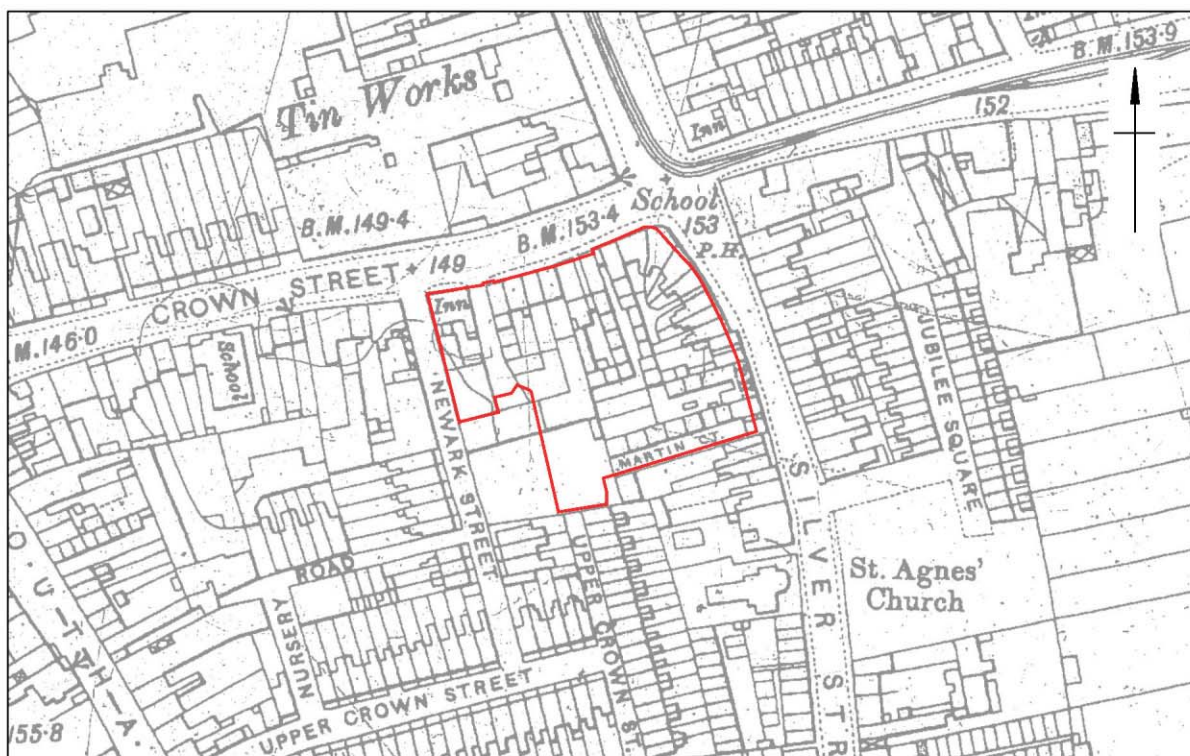 Inn
B.M.153·9
Tin Works
152
Inn
School
B.M.149·4
B.M.153·4
153
P.H.
149
CROWN STREET
M.146·0
Inn
School
NEWARK STREET
JUBILEE SQUARE
MARTIN CT.
SILVER STR
St. Agnes'
Church
ROAD
NURSERY
UPPER CROWN ST
UPPER CROWN STREET
O.U.T.H.A.
155·8